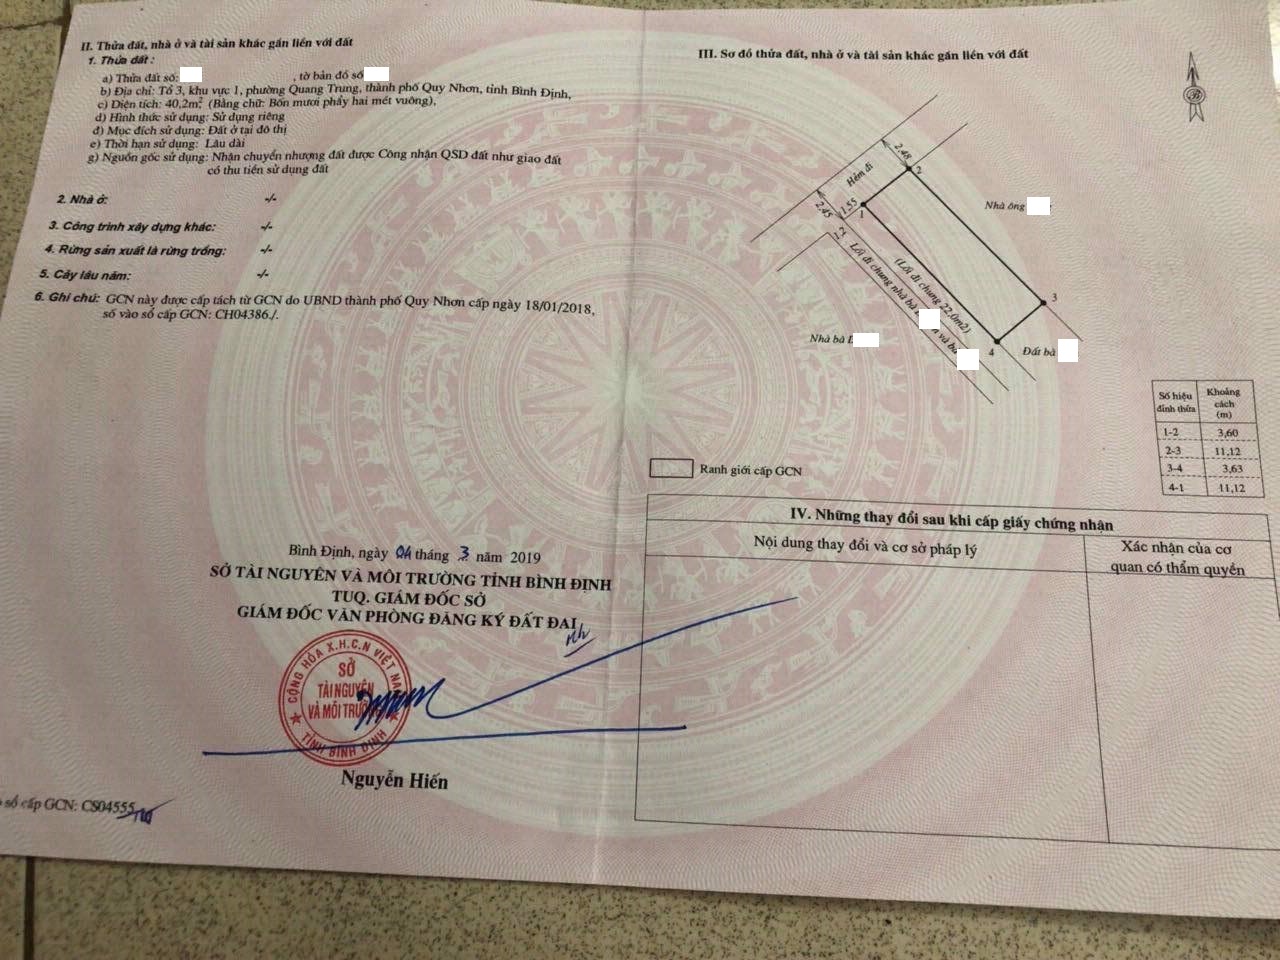 II. Thửa đất, nhà ở và tài sản khác gắn liền với đất
1. Thửa đất :
a) Thửa đất số: , tờ bản đồ số
b) Địa chỉ: Tổ 3, khu vực 1, phường Quang Trung, thành phố Quy Nhơn, tỉnh Bình Định,
c) Diện tích: 40,2m², (Bằng chữ: Bốn mươi phẩy hai mét vuông),
d) Hình thức sử dụng: Sử dụng riêng
đ) Mục đích sử dụng: Đất ở tại đô thị
e) Thời hạn sử dụng: Lâu dài
g) Nguồn gốc sử dụng: Nhận chuyển nhượng đất được Công nhận QSD đất như giao đất
có thu tiền sử dụng đất
2. Nhà ở: -/-
3. Công trình xây dựng khác: -/-
4. Rừng sản xuất là rừng trồng: -/-
5. Cây lâu năm: -/-
6. Ghi chú: GCN này được cấp tách từ GCN do UBND thành phố Quy Nhơn cấp ngày 18/01/2018,
số vào sổ cấp GCN: CH04386./.
Bình Định, ngày 04 tháng 3 năm 2019
SỞ TÀI NGUYÊN VÀ MÔI TRƯỜNG TỈNH BÌNH ĐỊNH
TUQ. GIÁM ĐỐC SỞ
GIÁM ĐỐC VĂN PHÒNG ĐĂNG KÝ ĐẤT ĐAI
CỘNG HÒA X.H.C.N VIỆT NAM
SỞ
TÀI NGUYÊN
VÀ MÔI TRƯỜNG
TỈNH BÌNH ĐỊNH
Nguyễn Hiến
số cấp GCN: CS04555
III. Sơ đồ thửa đất, nhà ở và tài sản khác gắn liền với đất
B
2,48
2
Hẻm đi
2,45
1,55
1
1,2
Nhà ông
(Lối đi chung 22,0m2)
Lối đi chung nhà bà và bà
3
4
Nhà bà
Đất bà
Số hiệu đỉnh thửa
Khoảng cách (m)
1-2 3,60
2-3 11,12
3-4 3,63
4-1 11,12
Ranh giới cấp GCN
IV. Những thay đổi sau khi cấp giấy chứng nhận
Nội dung thay đổi và cơ sở pháp lý
Xác nhận của cơ
quan có thẩm quyền